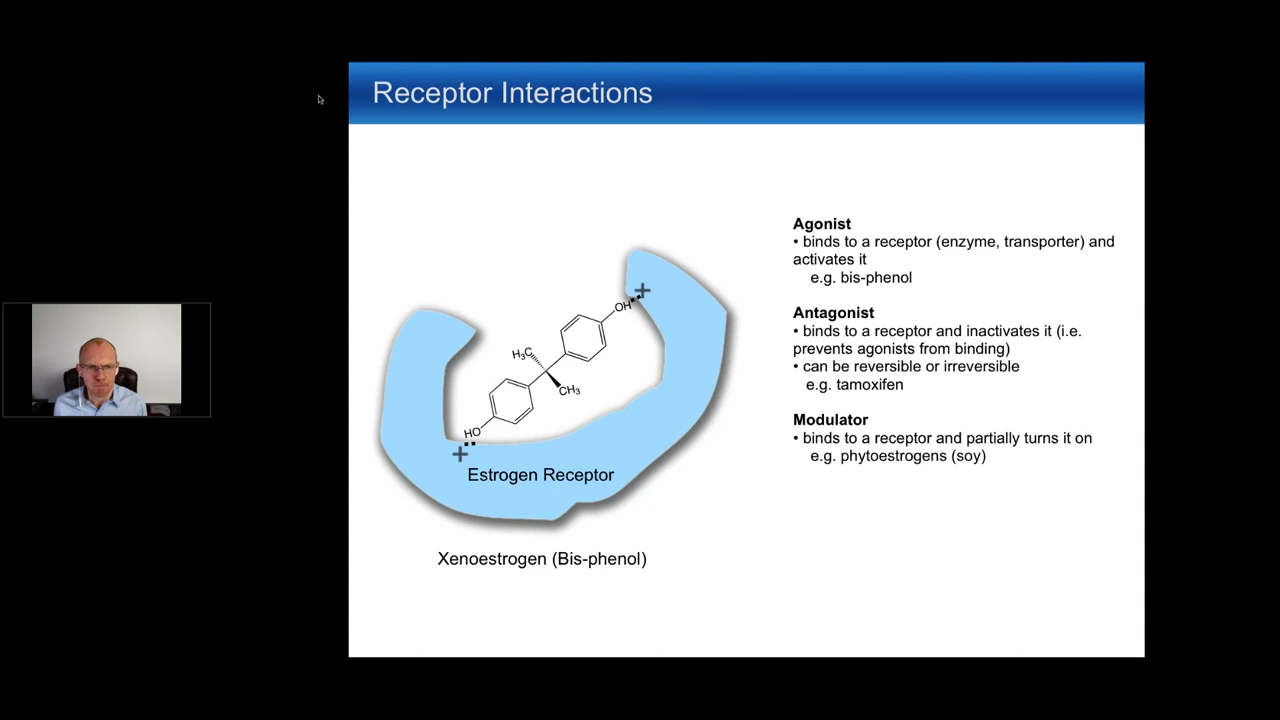 Receptor Interactions
Agonist
• binds to a receptor (enzyme, transporter) and
activates it
e.g. bis-phenol
Antagonist
• binds to a receptor and inactivates it (i.e.
prevents agonists from binding)
• can be reversible or irreversible
e.g. tamoxifen
Modulator
• binds to a receptor and partially turns it on
e.g. phytoestrogens (soy)
+
OH
H₃C
CH₃
HO
+
Estrogen Receptor
Xenoestrogen (Bis-phenol)